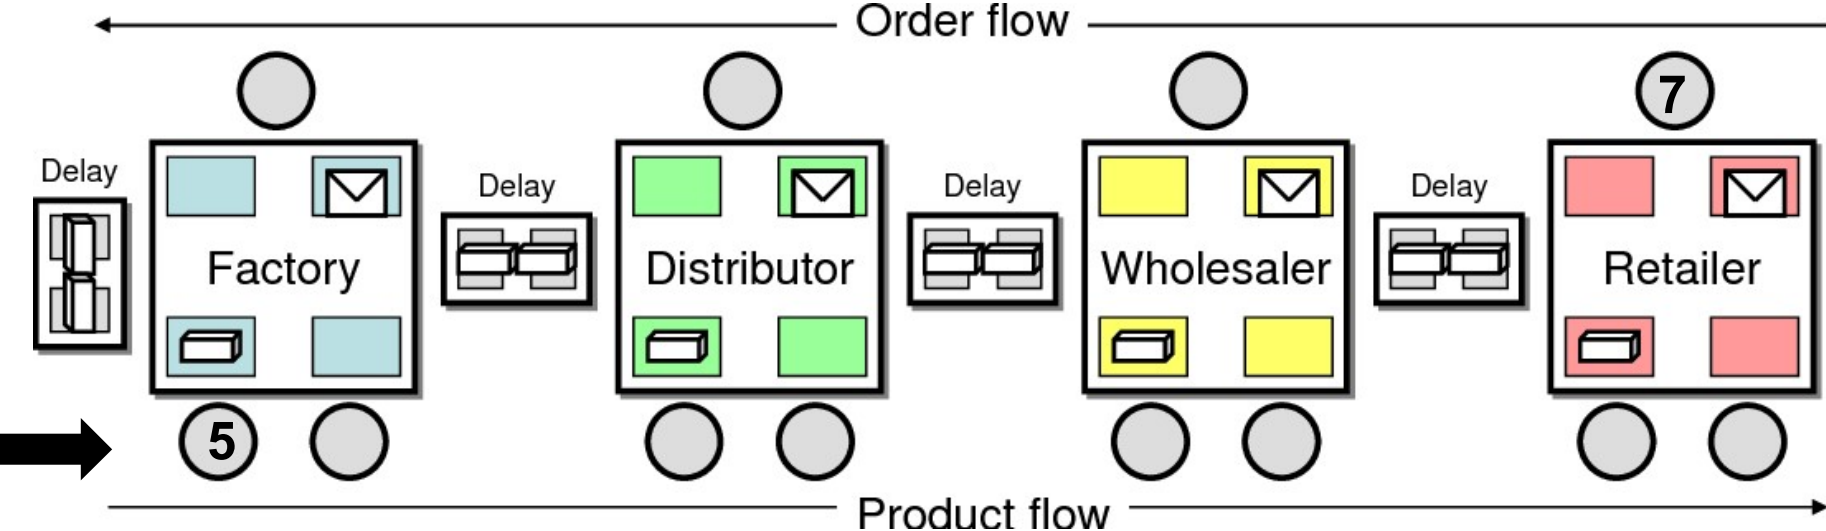 Order flow
7
Delay
Delay
Delay
Delay
Factory
Distributor
Wholesaler
Retailer
5
Product flow